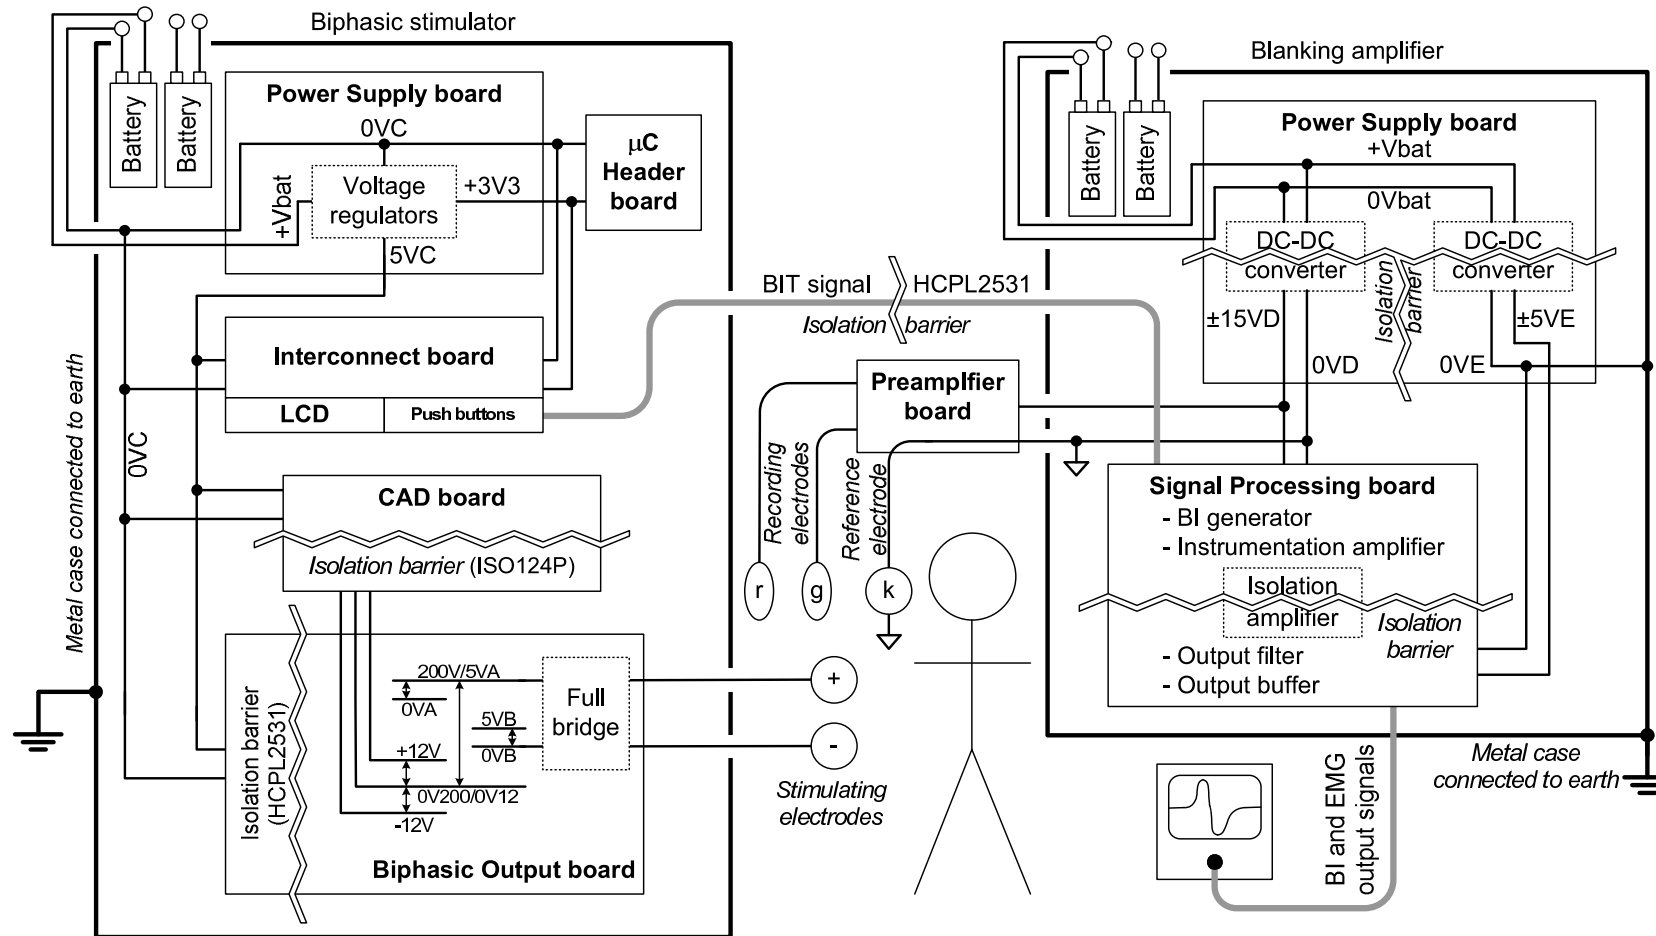 Biphasic stimulator
Battery
Battery
Power Supply board
0VC
+Vbat
Voltage
regulators
+3V3
5VC
μC
Header
board
Interconnect board
LCD
Push buttons
Metal case connected to earth
0VC
CAD board
Isolation barrier (ISO124P)
Isolation barrier
(HCPL2531)
200V/5VA
0VA
5VB
0VB
+12V
0V200/0V12
-12V
Full
bridge
Biphasic Output board
BIT signal
HCPL2531
Isolation
barrier
Preamplfier
board
Recording
electrodes
Reference
electrode
r
g
k
+
-
Stimulating
electrodes
Blanking amplifier
Battery
Battery
Power Supply board
+Vbat
0Vbat
DC-DC
converter
DC-DC
converter
Isolation
barrier
±15VD
±5VE
0VD
0VE
Signal Processing board
- BI generator
- Instrumentation amplifier
Isolation
amplifier
Isolation
barrier
- Output filter
- Output buffer
BI and EMG
output signals
Metal case
connected to earth